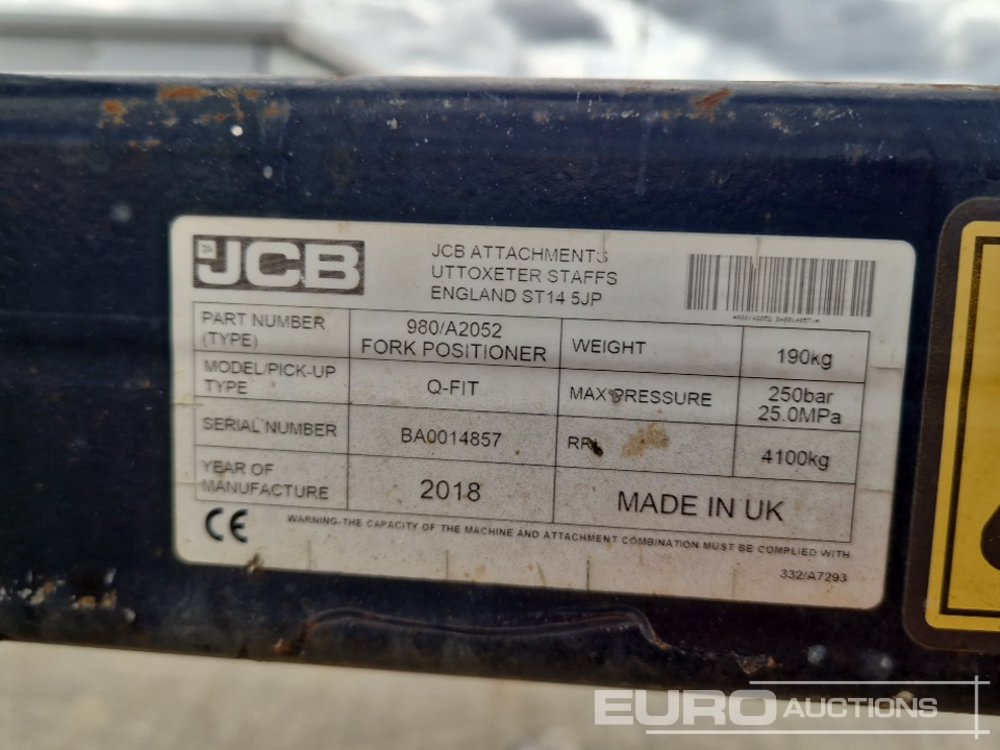 JCB
JCB ATTACHMENTS
UTTOXETER STAFFS
ENGLAND ST14 5JP
PART NUMBER
(TYPE)
980/A2052
FORK POSITIONER
WEIGHT
190kg
MODEL/PICK-UP
TYPE
Q-FIT
MAX PRESSURE
250bar
25.0MPa
SERIAL NUMBER
BA0014857
4100kg
YEAR OF
MANUFACTURE
2018
MADE IN UK
CE
WARNING-THE CAPACITY OF THE MACHINE AND ATTACHMENT COMBINATION MUST BE COMPLIED WITH
332/A7293
EURO AUCTIONS